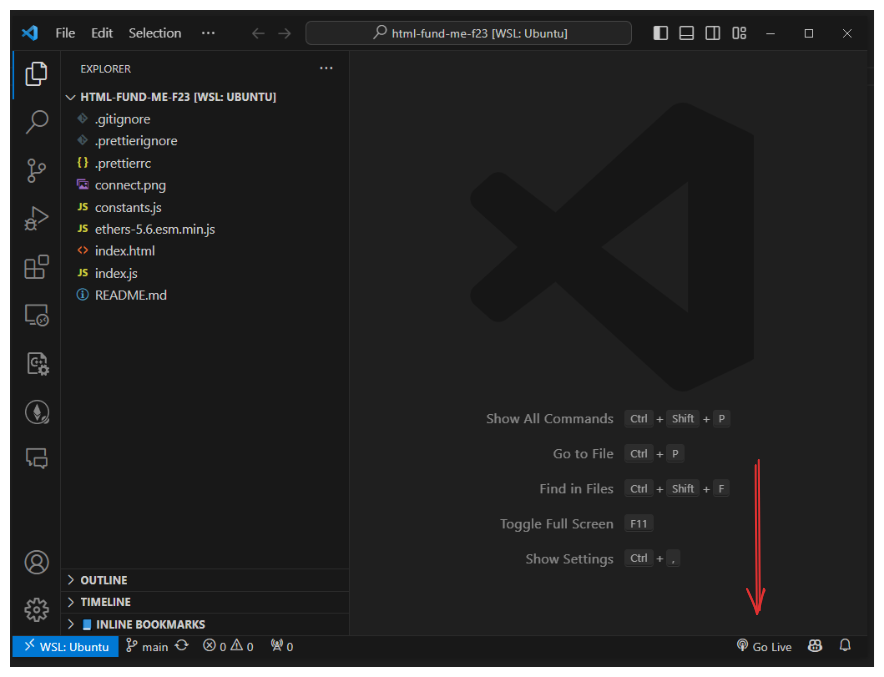 File Edit Selection ··· html-fund-me-f23 [WSL: Ubuntu]
EXPLORER ···
HTML-FUND-ME-F23 [WSL: UBUNTU]
.gitignore
.prettierignore
{} .prettierrc
connect.png
JS constants.js
JS ethers-5.6.esm.min.js
<> index.html
JS index.js
README.md
Show All Commands Ctrl + Shift + P
Go to File Ctrl + P
Find in Files Ctrl + Shift + F
Toggle Full Screen F11
Show Settings Ctrl + ,
OUTLINE
TIMELINE
INLINE BOOKMARKS
WSL: Ubuntu main 0 0 0 Go Live